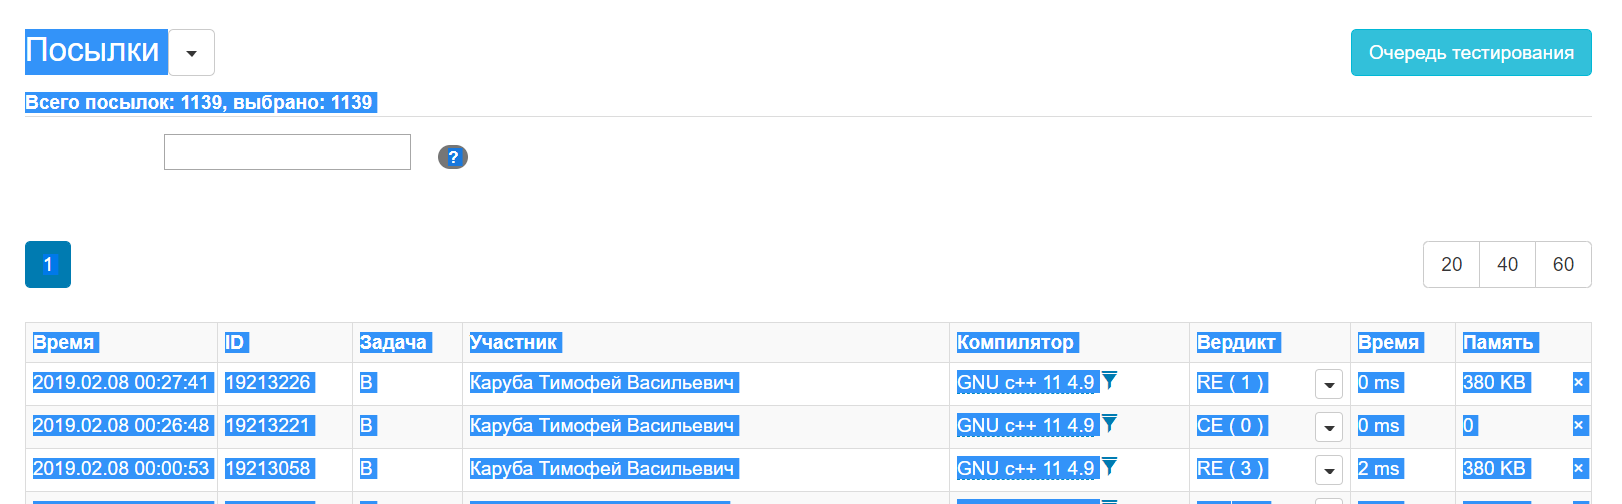 Посылки
Очередь тестирования
Всего посылок: 1139, выбрано: 1139
?
1
20 40 60
Время ID Задача Участник Компилятор Вердикт Время Память
2019.02.08 00:27:41 19213226 B Каруба Тимофей Васильевич GNU c++ 11 4.9 RE ( 1 ) 0 ms 380 KB ×
2019.02.08 00:26:48 19213221 B Каруба Тимофей Васильевич GNU c++ 11 4.9 CE ( 0 ) 0 ms 0 ×
2019.02.08 00:00:53 19213058 B Каруба Тимофей Васильевич GNU c++ 11 4.9 RE ( 3 ) 2 ms 380 KB ×